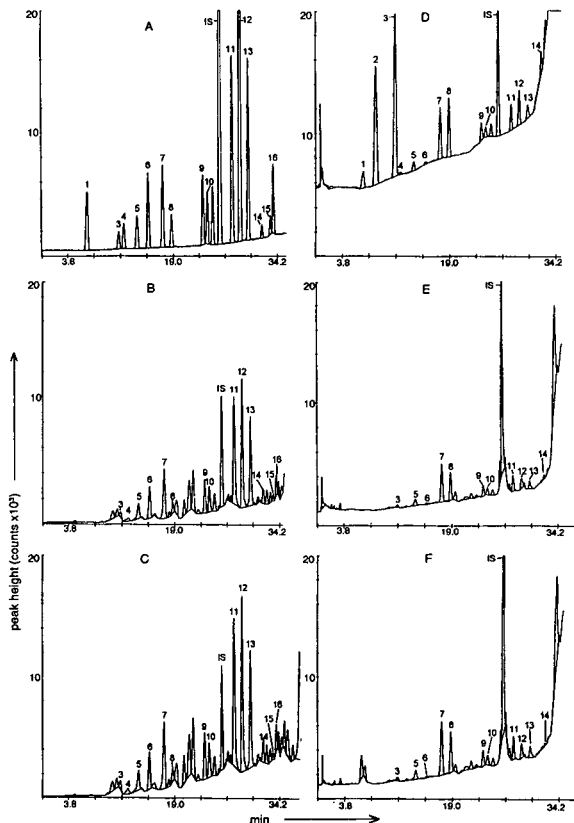 20 A 20 D
IS 12 3 IS
11 13 2 14
10 10
7 8
6 7 16 12
1 9 10 9 10 11 13
3 4 5 8 14 15 1 4 5 6
3.8 19.0 34.2 3.8 19.0 34.2
20 B 20 E IS
10 IS 11 12 10
13
7 16 7 8
6 9 14 15 9 10 11 12 13 14
3 4 5 8 10 3 5 6
3.8 19.0 34.2 3.8 19.0 34.2
20 C 20 F IS
12
11
10 IS 13 10
7 16 7 8 14
6 9 15 9 10 11 12 13
3 4 5 8 10 14 3 5 6
3.8 19.0 34.2 3.8 19.0 34.2
peak height (counts x10³)
min